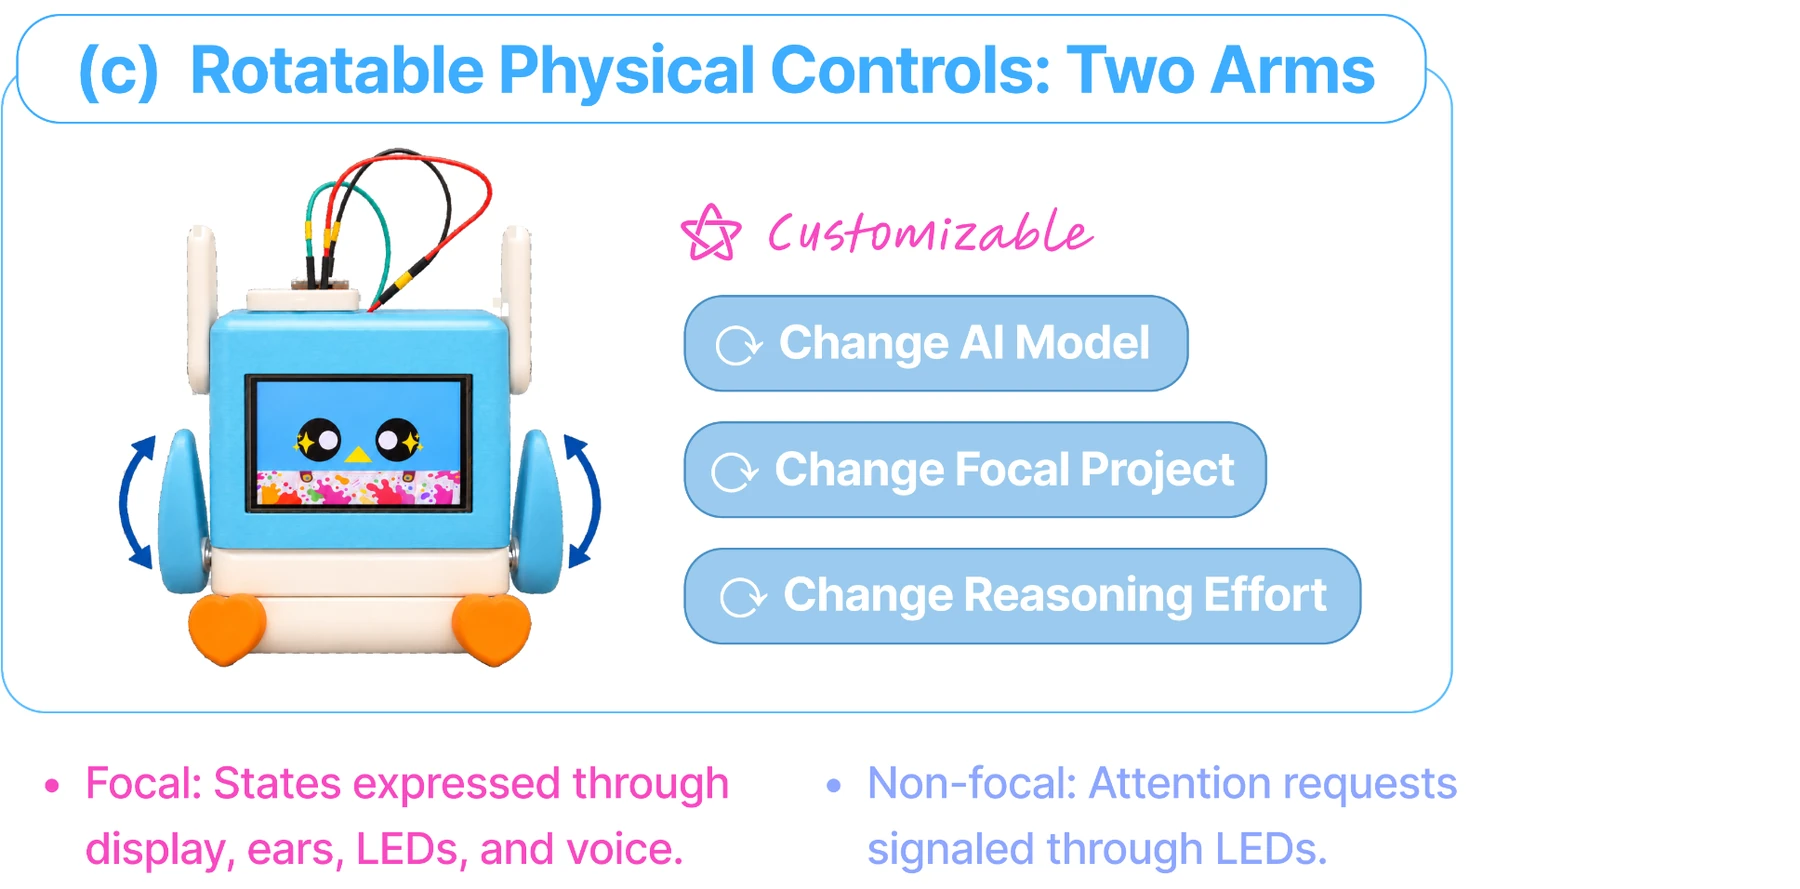 (c) Rotatable Physical Controls: Two Arms
Customizable
Change AI Model
Change Focal Project
Change Reasoning Effort
• Focal: States expressed through
display, ears, LEDs, and voice.
• Non-focal: Attention requests
signaled through LEDs.